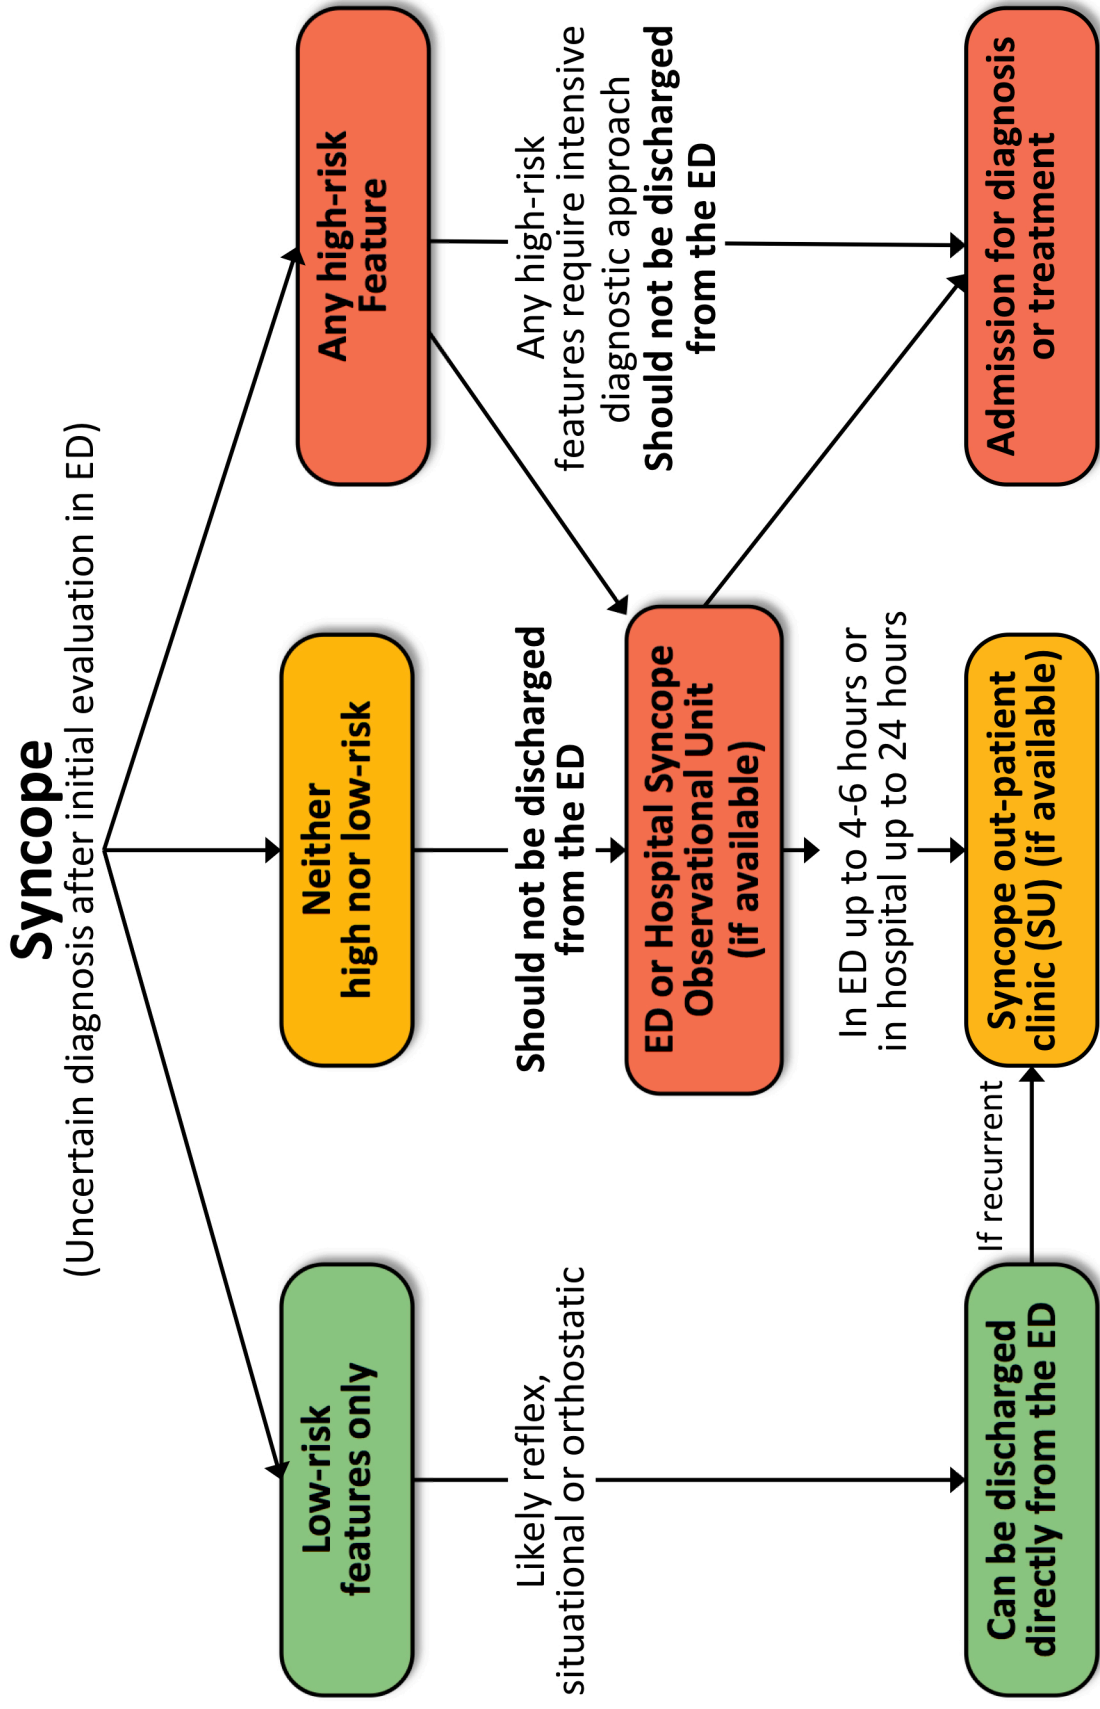 Syncope
(Uncertain diagnosis after initial evaluation in ED)
Low-risk
features only
Neither
high nor low-risk
Any high-risk
Feature
Likely reflex,
situational or orthostatic
Should not be discharged
from the ED
Any high-risk
features require intensive
diagnostic approach
Should not be discharged
from the ED
ED or Hospital Syncope
Observational Unit
(if available)
In ED up to 4-6 hours or
in hospital up to 24 hours
Can be discharged
directly from the ED
If recurrent
Syncope out-patient
clinic (SU) (if available)
Admission for diagnosis
or treatment